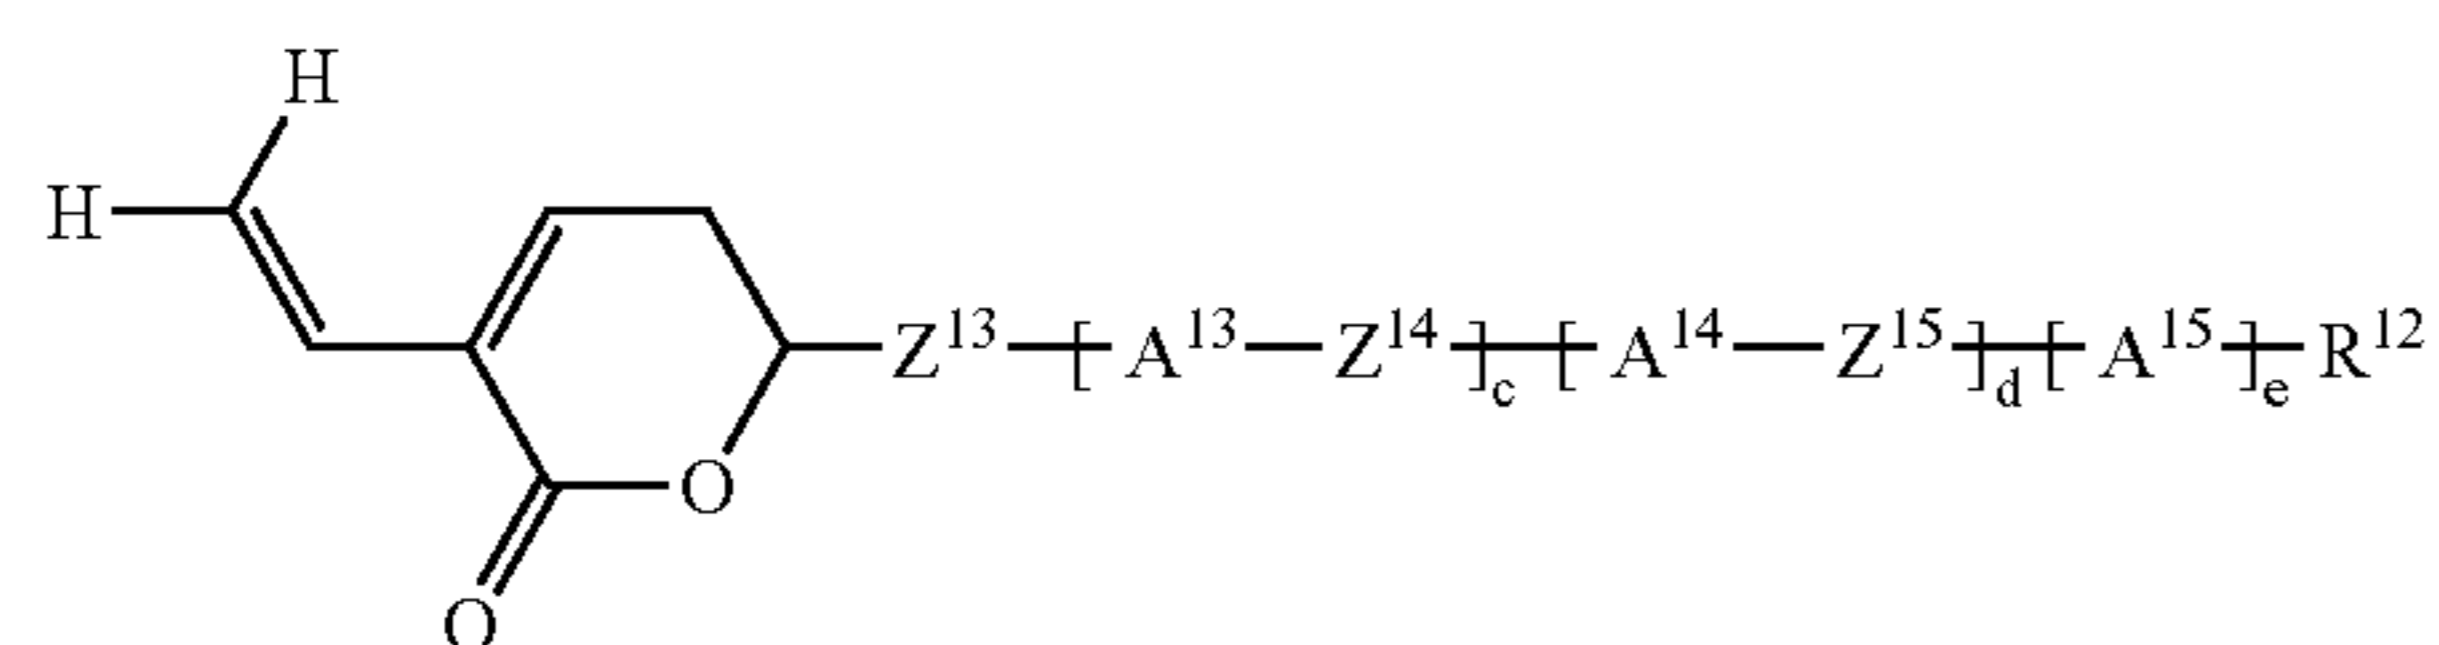 H
H
Z¹³ [ A¹³ Z¹⁴ ]c [ A¹⁴ Z¹⁵ ]d [ A¹⁵ ]e R¹²
O
O